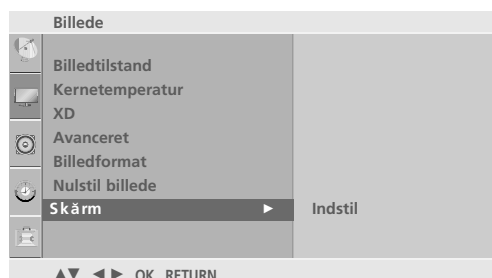 Billede
Billedtilstand
Kernetemperatur
XD
Avanceret
Billedformat
Nulstil billede
Skärm ► Indstil
▲▼ ◄ ► OK RETURN